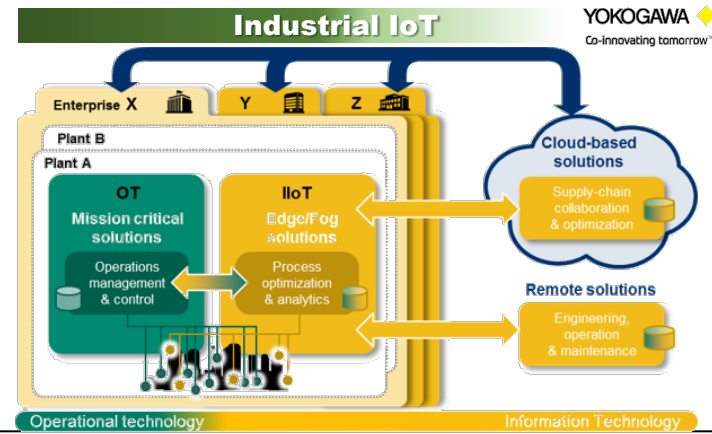 Industrial IoT
YOKOGAWA
Co-innovating tomorrow
Enterprise X
Y
Z
Plant B
Plant A
OT
Mission critical
solutions
Operations
management
& control
IIoT
Edge/Fog
solutions
Process
optimization
& analytics
Cloud-based
solutions
Supply-chain
collaboration
& optimization
Remote solutions
Engineering,
operation
& maintenance
Operational technology
Information Technology